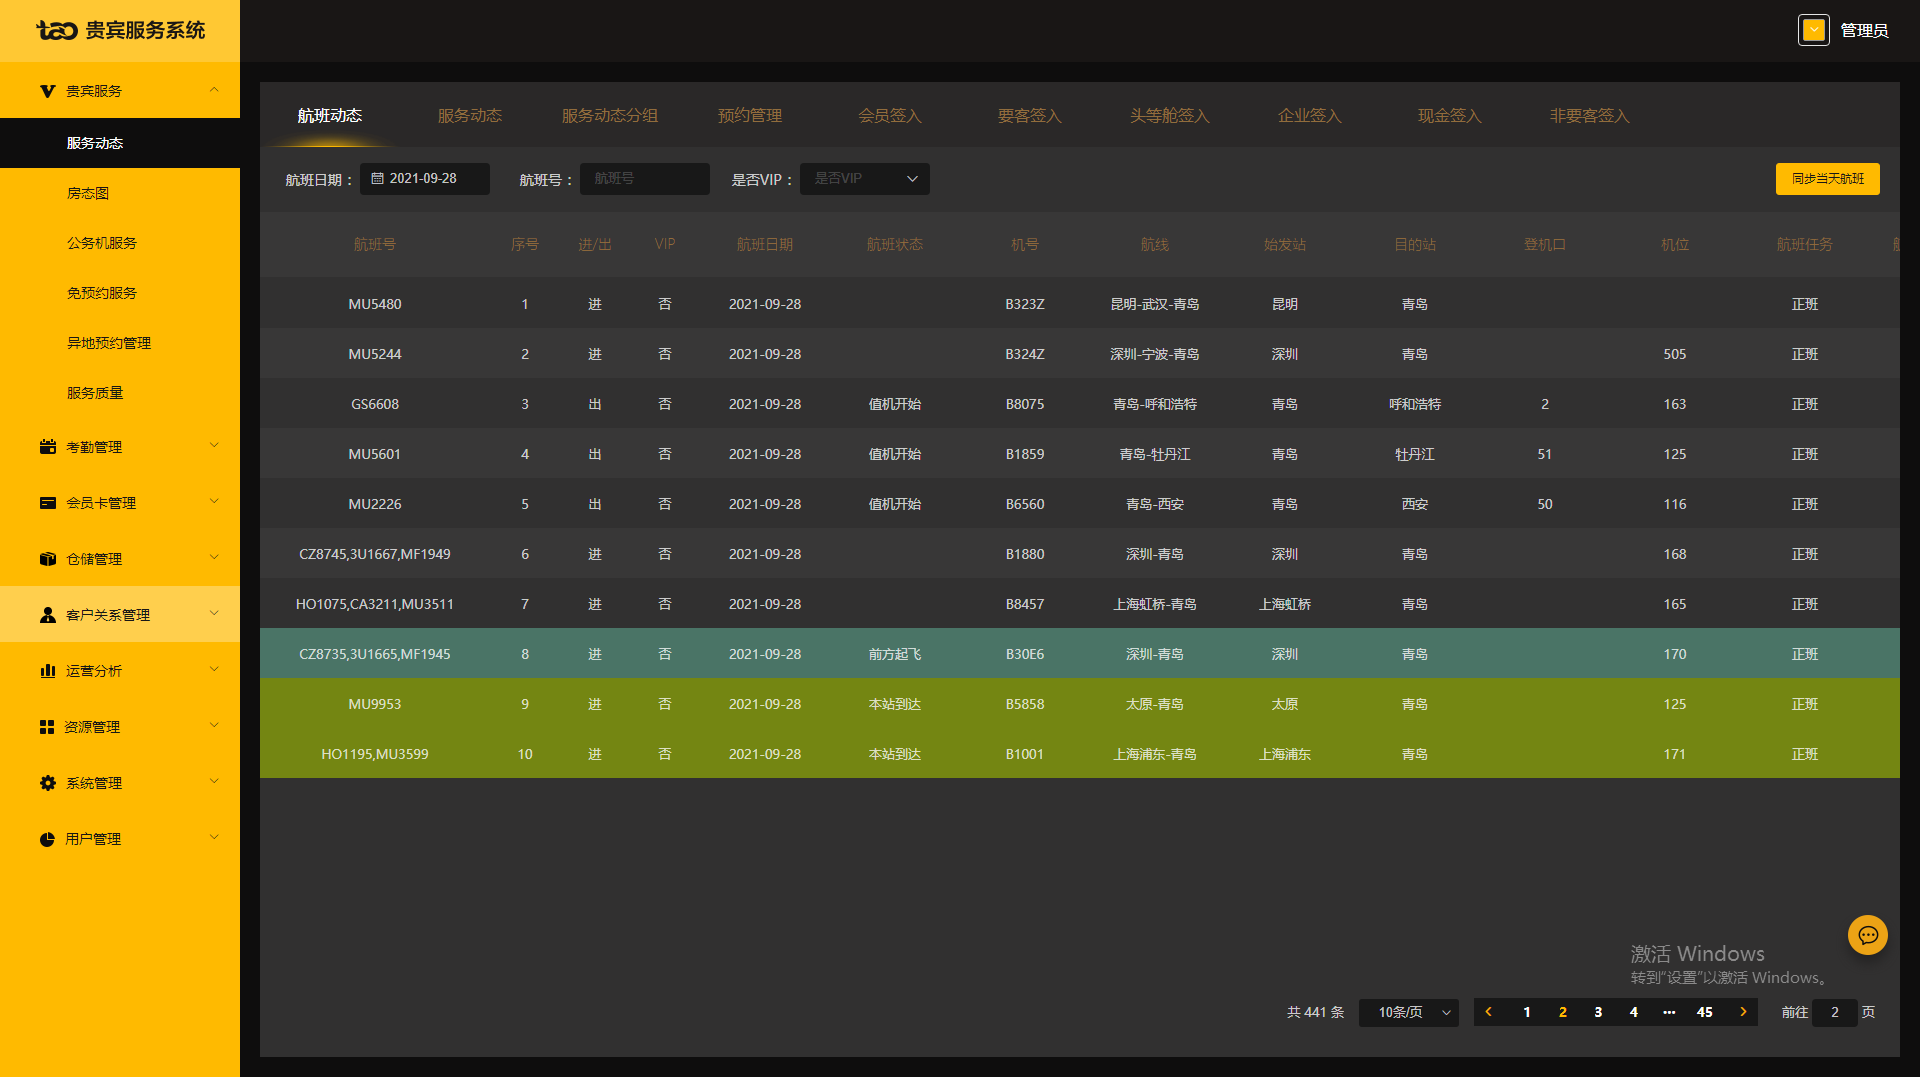 贵宾服务系统
管理员
贵宾服务
服务动态
房态图
公务机服务
免预约服务
异地预约管理
服务质量
考勤管理
会员卡管理
仓储管理
客户关系管理
运营分析
资源管理
系统管理
用户管理
航班动态 服务动态 服务动态分组 预约管理 会员签入 要客签入 头等舱签入 企业签入 现金签入 非要客签入
航班日期： 2021-09-28 航班号： 航班号 是否VIP： 是否VIP 同步当天航班
航班号 序号 进/出 VIP 航班日期 航班状态 机号 航线 始发站 目的站 登机口 机位 航班任务
MU5480 1 进 否 2021-09-28 B323Z 昆明-武汉-青岛 昆明 青岛 正班
MU5244 2 进 否 2021-09-28 B324Z 深圳-宁波-青岛 深圳 青岛 505 正班
GS6608 3 出 否 2021-09-28 值机开始 B8075 青岛-呼和浩特 青岛 呼和浩特 2 163 正班
MU5601 4 出 否 2021-09-28 值机开始 B1859 青岛-牡丹江 青岛 牡丹江 51 125 正班
MU2226 5 出 否 2021-09-28 值机开始 B6560 青岛-西安 青岛 西安 50 116 正班
CZ8745,3U1667,MF1949 6 进 否 2021-09-28 B1880 深圳-青岛 深圳 青岛 168 正班
HO1075,CA3211,MU3511 7 进 否 2021-09-28 B8457 上海虹桥-青岛 上海虹桥 青岛 165 正班
CZ8735,3U1665,MF1945 8 进 否 2021-09-28 前方起飞 B30E6 深圳-青岛 深圳 青岛 170 正班
MU9953 9 进 否 2021-09-28 本站到达 B5858 太原-青岛 太原 青岛 125 正班
HO1195,MU3599 10 进 否 2021-09-28 本站到达 B1001 上海浦东-青岛 上海浦东 青岛 171 正班
激活 Windows
转到"设置"以激活 Windows。
共 441 条 10条/页 1 2 3 4 ••• 45 前往 2 页